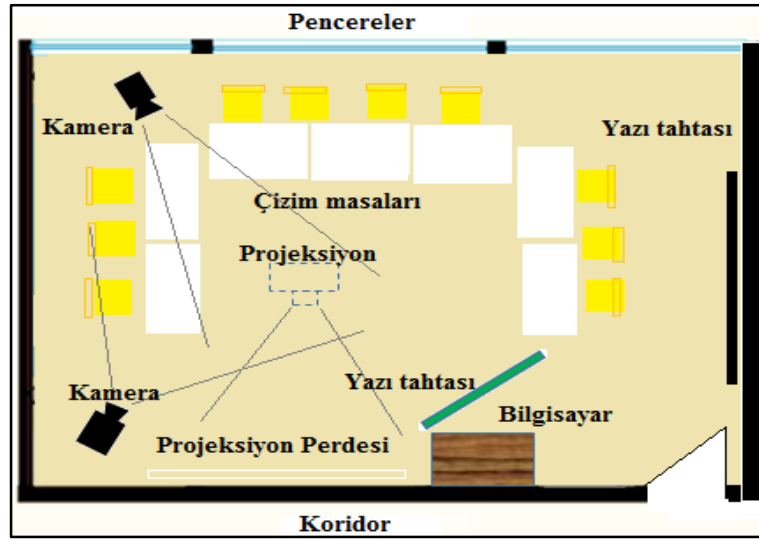 Pencereler
Kamera
Yazı tahtası
Çizim masaları
Projeksiyon
Yazı tahtası
Kamera
Bilgisayar
Projeksiyon Perdesi
Koridor